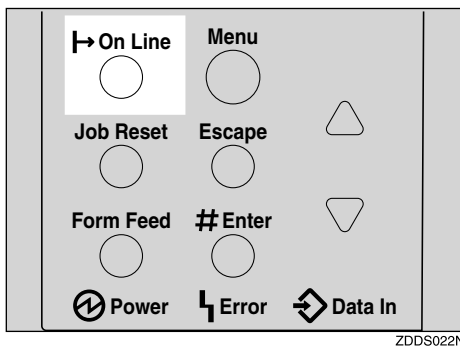 On Line Menu
Job Reset Escape
Form Feed # Enter
Power Error Data In
ZDDS022N